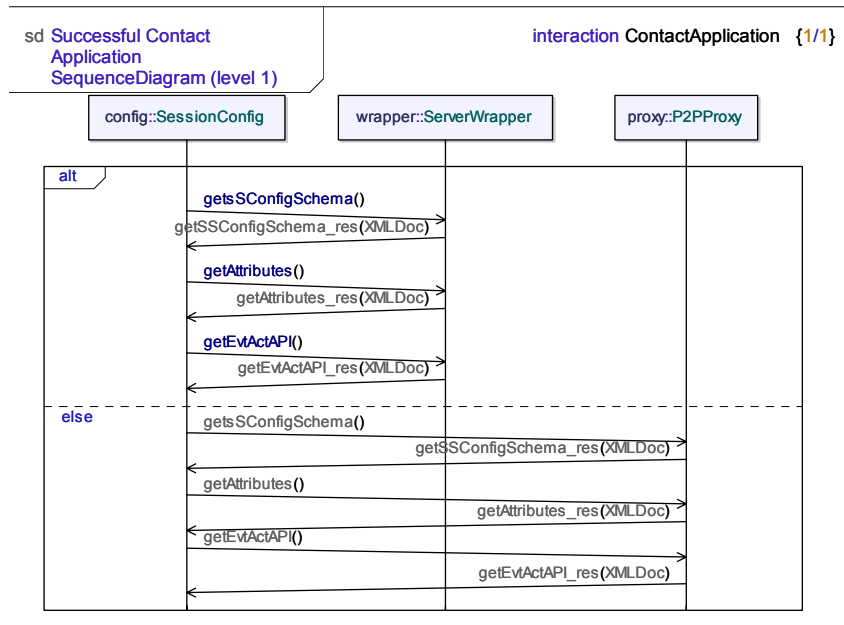 sd Successful Contact
Application
SequenceDiagram (level 1)
interaction ContactApplication {1/1}
config::SessionConfig
wrapper::ServerWrapper
proxy::P2PProxy
alt
getsSConfigSchema()
getSSConfigSchema_res(XMLDoc)
getAttributes()
getAttributes_res(XMLDoc)
getEvtActAPI()
getEvtActAPI_res(XMLDoc)
else
getsSConfigSchema()
getSSConfigSchema_res(XMLDoc)
getAttributes()
getAttributes_res(XMLDoc)
getEvtActAPI()
getEvtActAPI_res(XMLDoc)